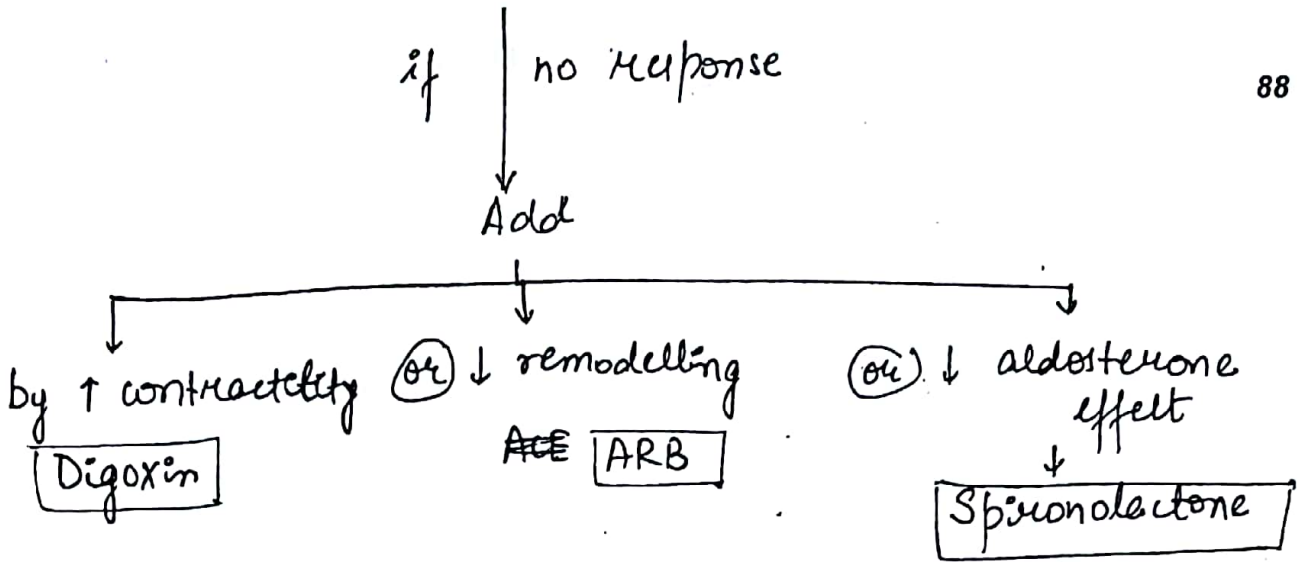 if no response
88
Add
by ↑ contractility (or) ↓ remodelling (or) ↓ aldosterone
effect
Digoxin ACE ARB
Spironolactone